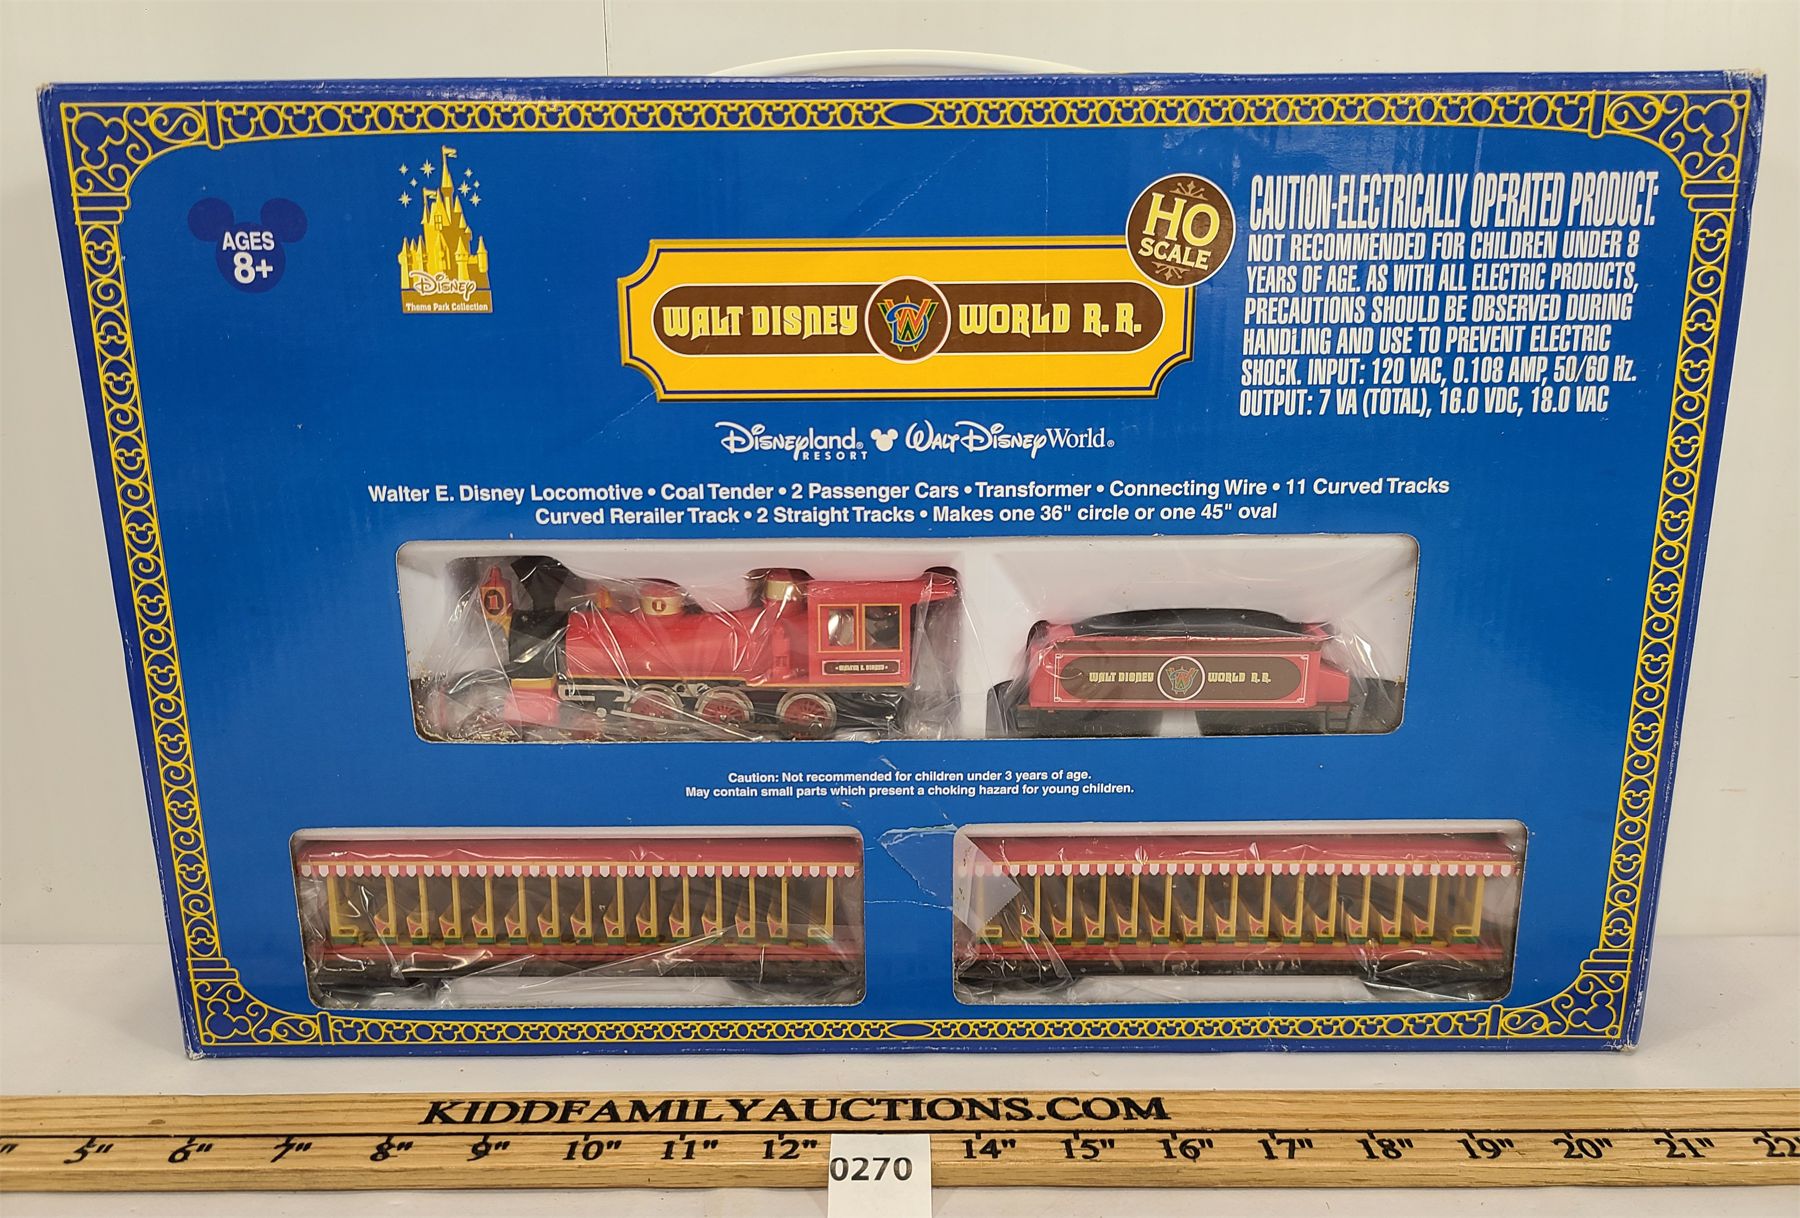 AGES
8+
Disney
Theme Park Collection
HO
SCALE
WALT DISNEY W WORLD R.R.
CAUTION-ELECTRICALLY OPERATED PRODUCT:
NOT RECOMMENDED FOR CHILDREN UNDER 8
YEARS OF AGE. AS WITH ALL ELECTRIC PRODUCTS,
PRECAUTIONS SHOULD BE OBSERVED DURING
HANDLING AND USE TO PREVENT ELECTRIC
SHOCK. INPUT: 120 VAC, 0.108 AMP, 50/60 Hz.
OUTPUT: 7 VA (TOTAL), 16.0 VDC, 18.0 VAC
Disneyland® Walt Disney World®
RESORT
Walter E. Disney Locomotive • Coal Tender • 2 Passenger Cars • Transformer • Connecting Wire • 11 Curved Tracks
Curved Rerailer Track • 2 Straight Tracks • Makes one 36" circle or one 45" oval
1
1
WALTER E. DISNEY
WALT DISNEY W WORLD R.R.
Caution: Not recommended for children under 3 years of age.
May contain small parts which present a choking hazard for young children.
KIDDFAMILYAUCTIONS.COM
5" 6" 7" 8" 9" 10" 11" 12" 14" 15" 16" 17" 18" 19" 20" 21" 22
0270